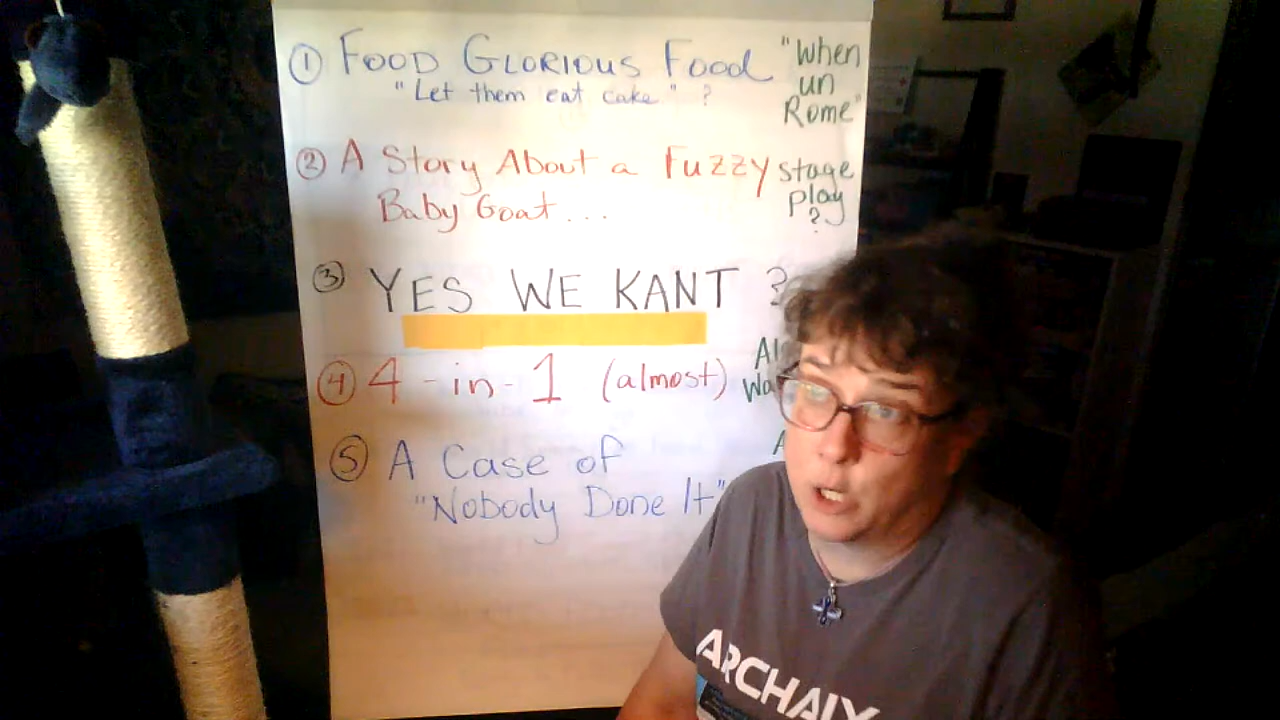 ① FOOD GLORIOUS FOOD
"Let them eat cake" ?
"When
un
Rome"
② A Story About a Fuzzy
Baby Goat...
stage
play
?
③ YES WE KANT ?
④ 4-in-1 (almost)
⑤ A Case of
"Nobody Done It"
ARCHAIX